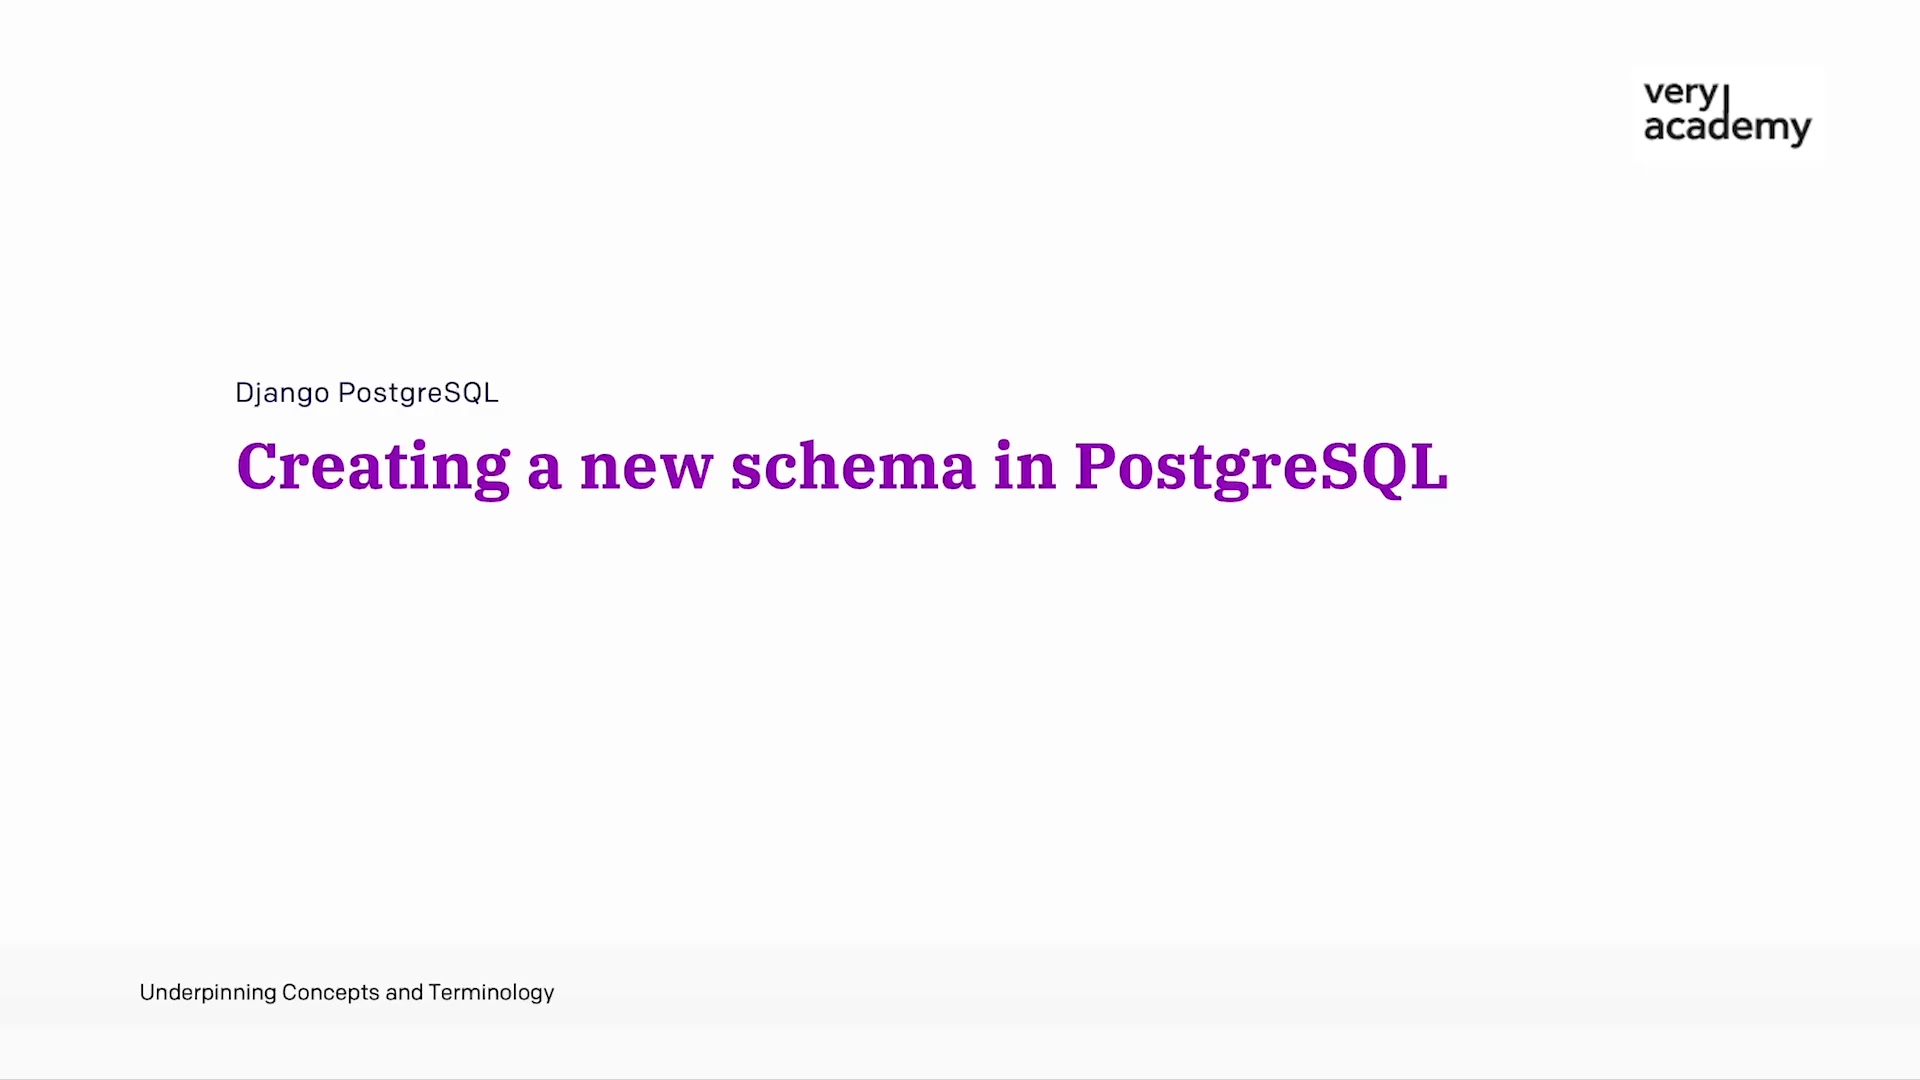 very
academy
Django PostgreSQL
Creating a new schema in PostgreSQL
Underpinning Concepts and Terminology